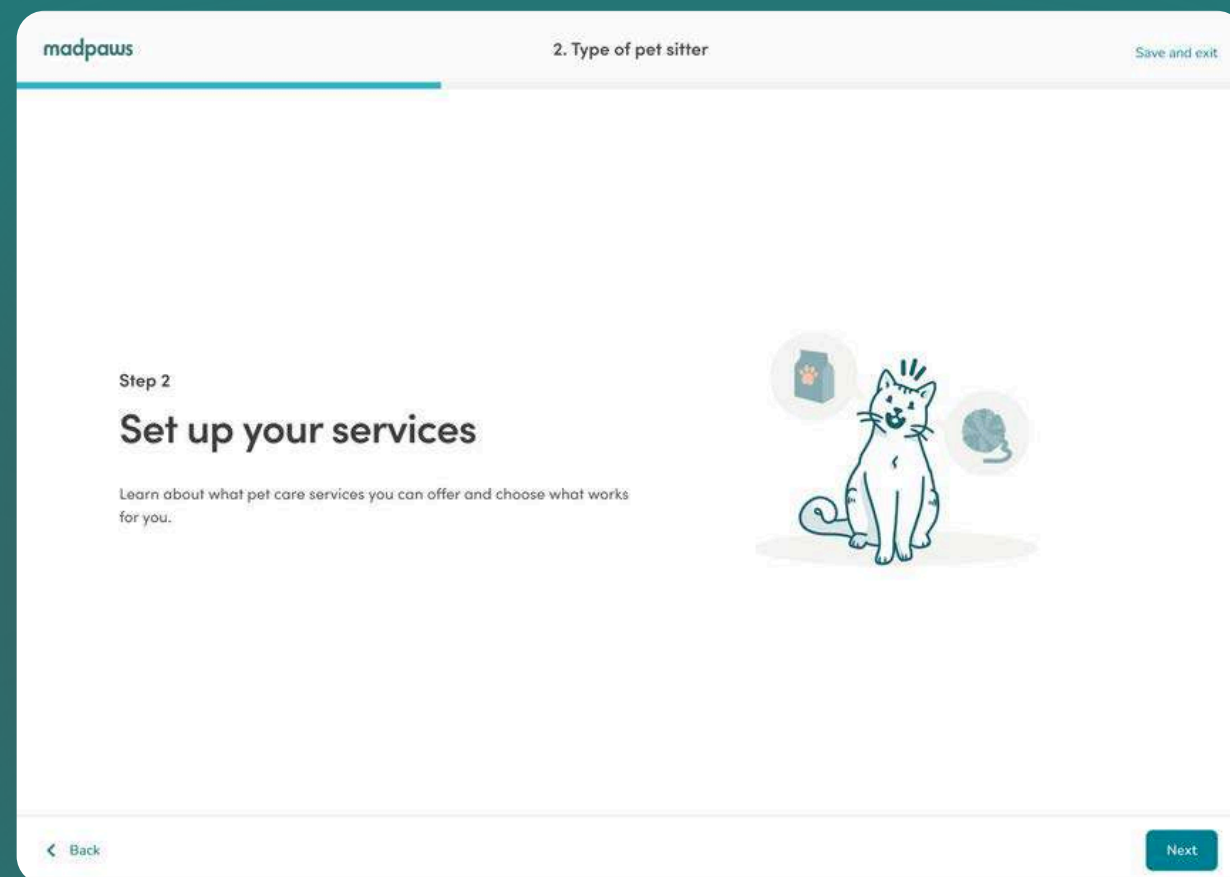 madpaws
2. Type of pet sitter
Save and exit
Step 2
Set up your services
Learn about what pet care services you can offer and choose what works
for you.
Back
Next